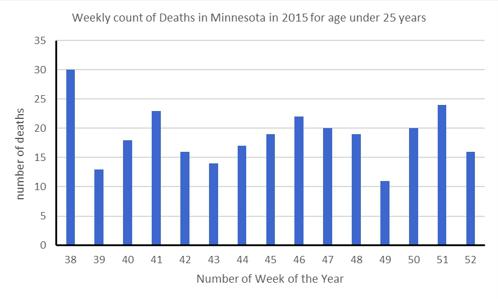 Weekly count of Deaths in Minnesota in 2015 for age under 25 years
number of deaths
35
30
25
20
15
10
5
0
38 39 40 41 42 43 44 45 46 47 48 49 50 51 52
Number of Week of the Year